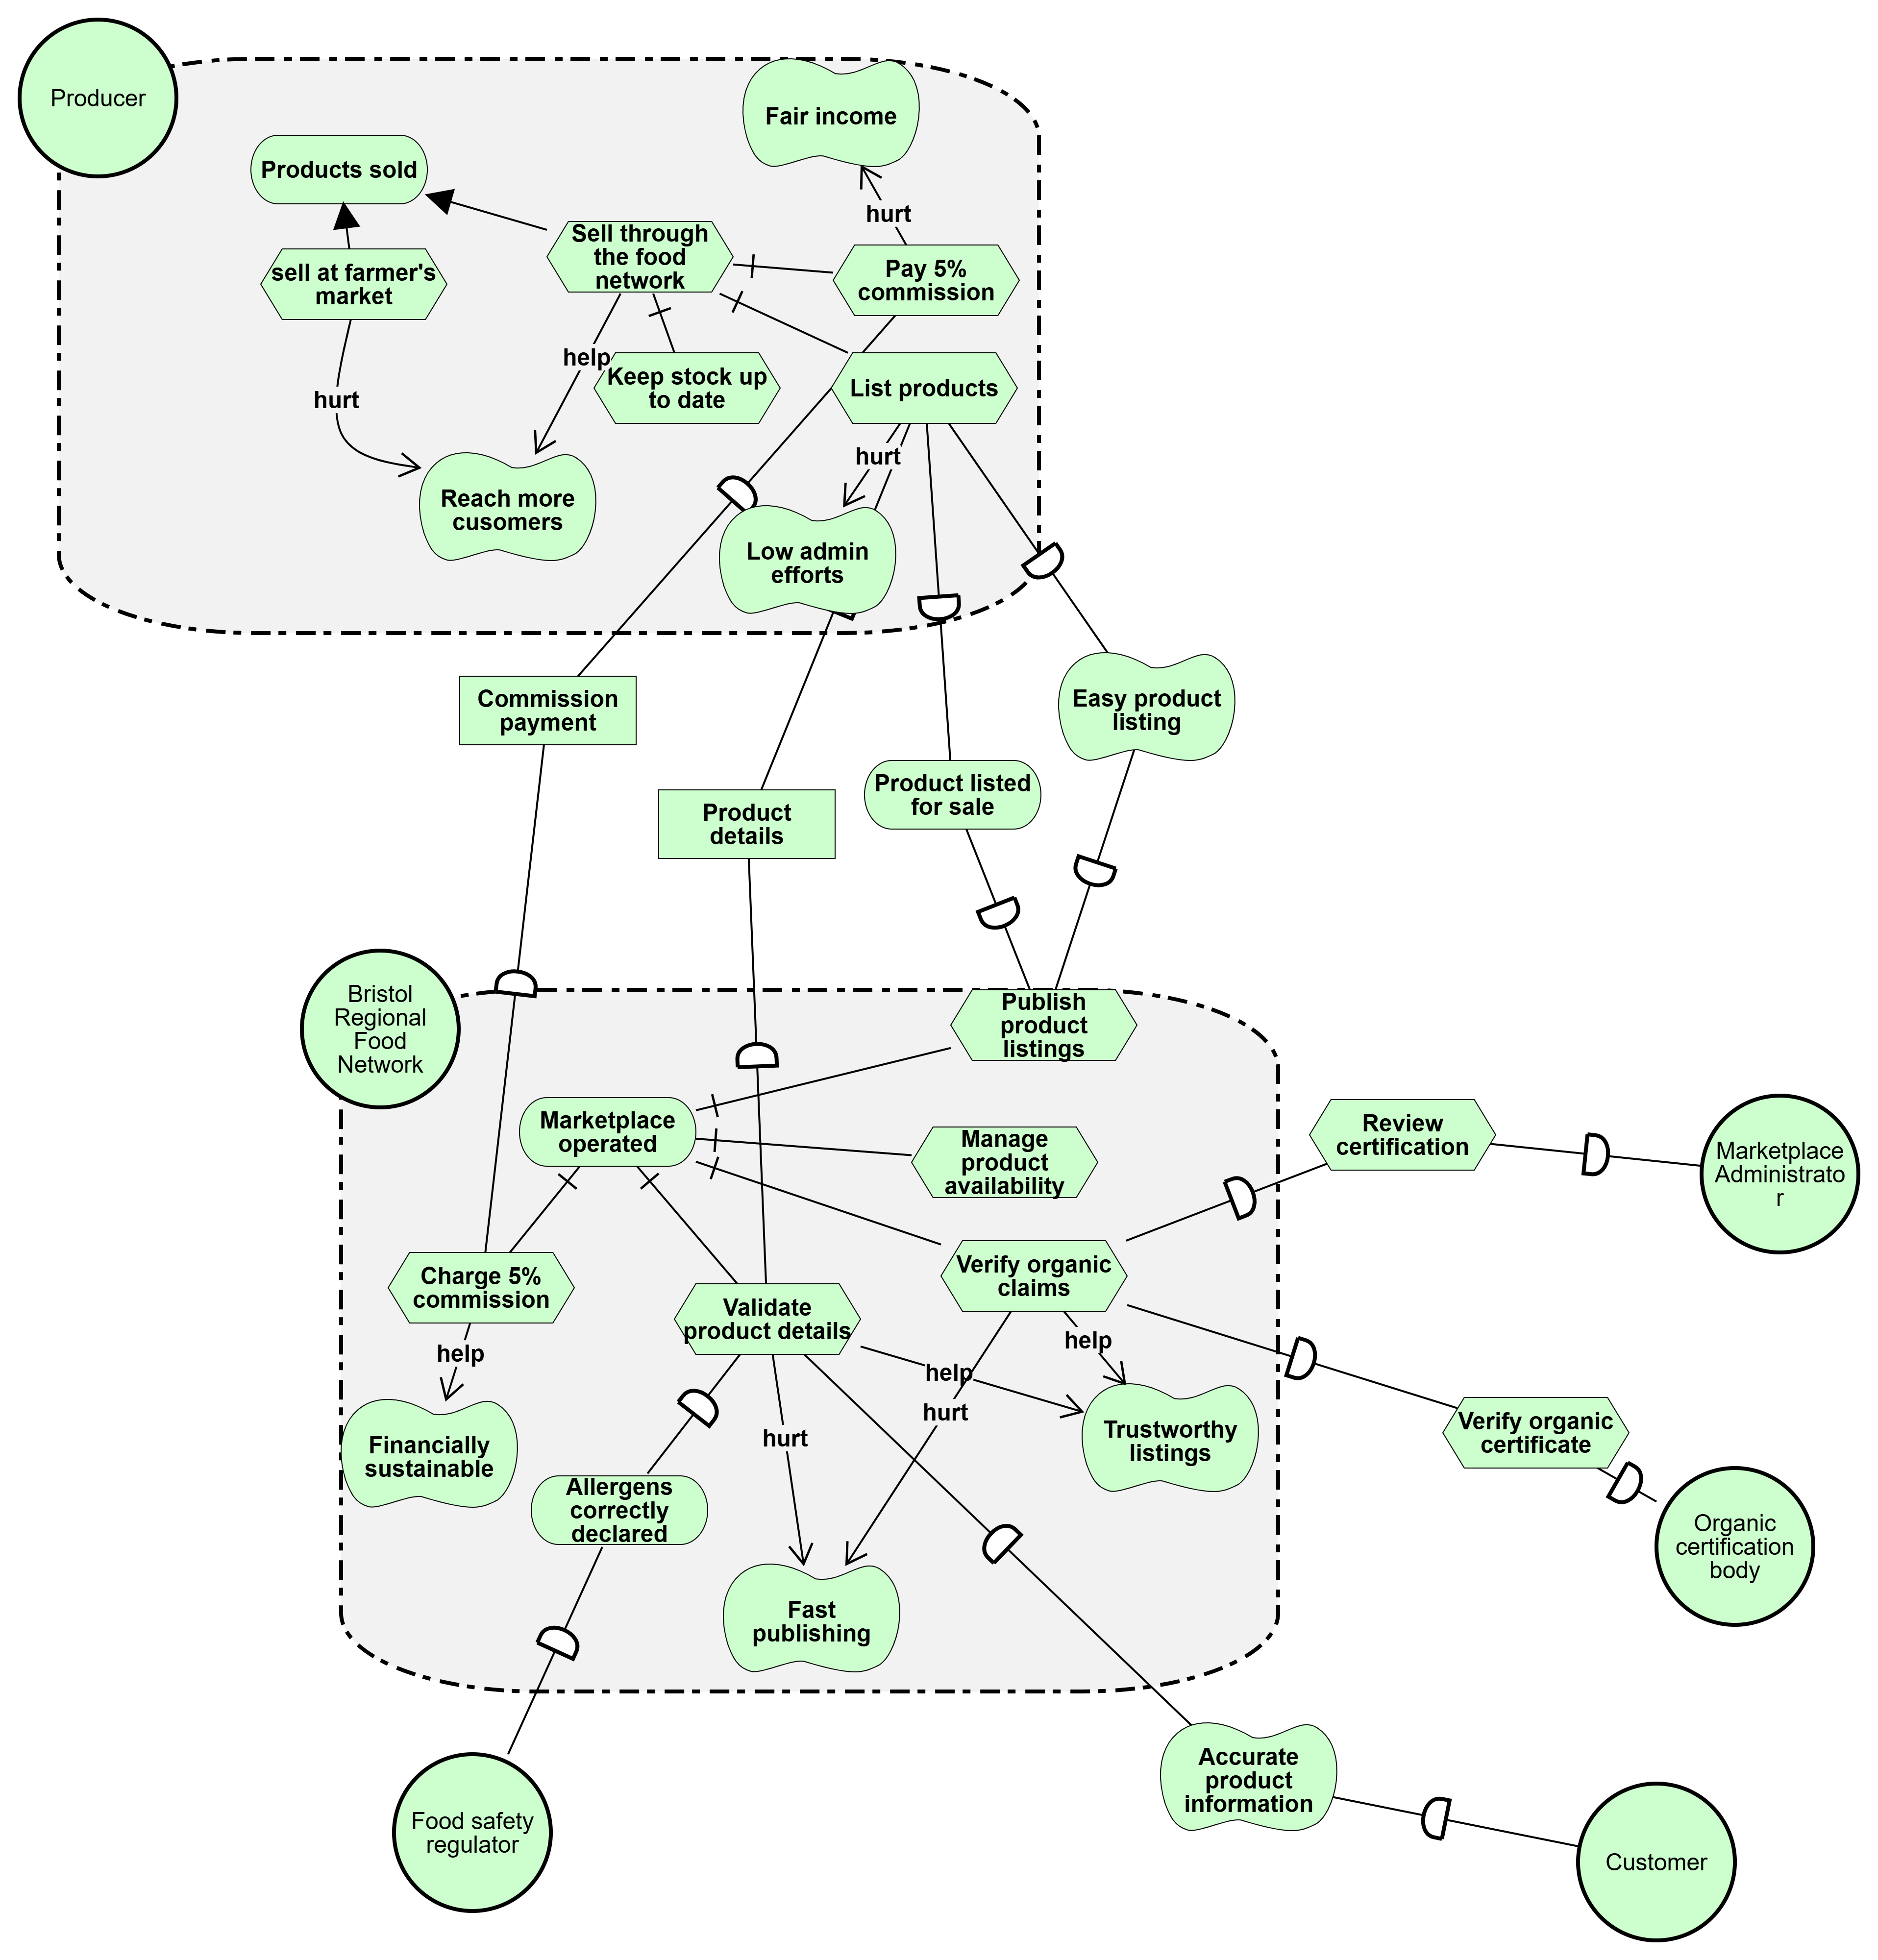 Producer
Fair income
Products sold
hurt
Sell through
the food
network
sell at farmer's
market
Pay 5%
commission
help
Keep stock up
to date
List products
hurt
hurt
Reach more
cusomers
Low admin
efforts
Commission
payment
Easy product
listing
Product listed
for sale
Product
details
Bristol
Regional
Food
Network
Publish
product
listings
Marketplace
operated
Manage
product
availability
Review
certification
Marketplace
Administrato
r
Charge 5%
commission
Verify organic
claims
Validate
product details
help
help
help
hurt
hurt
Financially
sustainable
Trustworthy
listings
Verify organic
certificate
Allergens
correctly
declared
Organic
certification
body
Fast
publishing
Accurate
product
information
Food safety
regulator
Customer